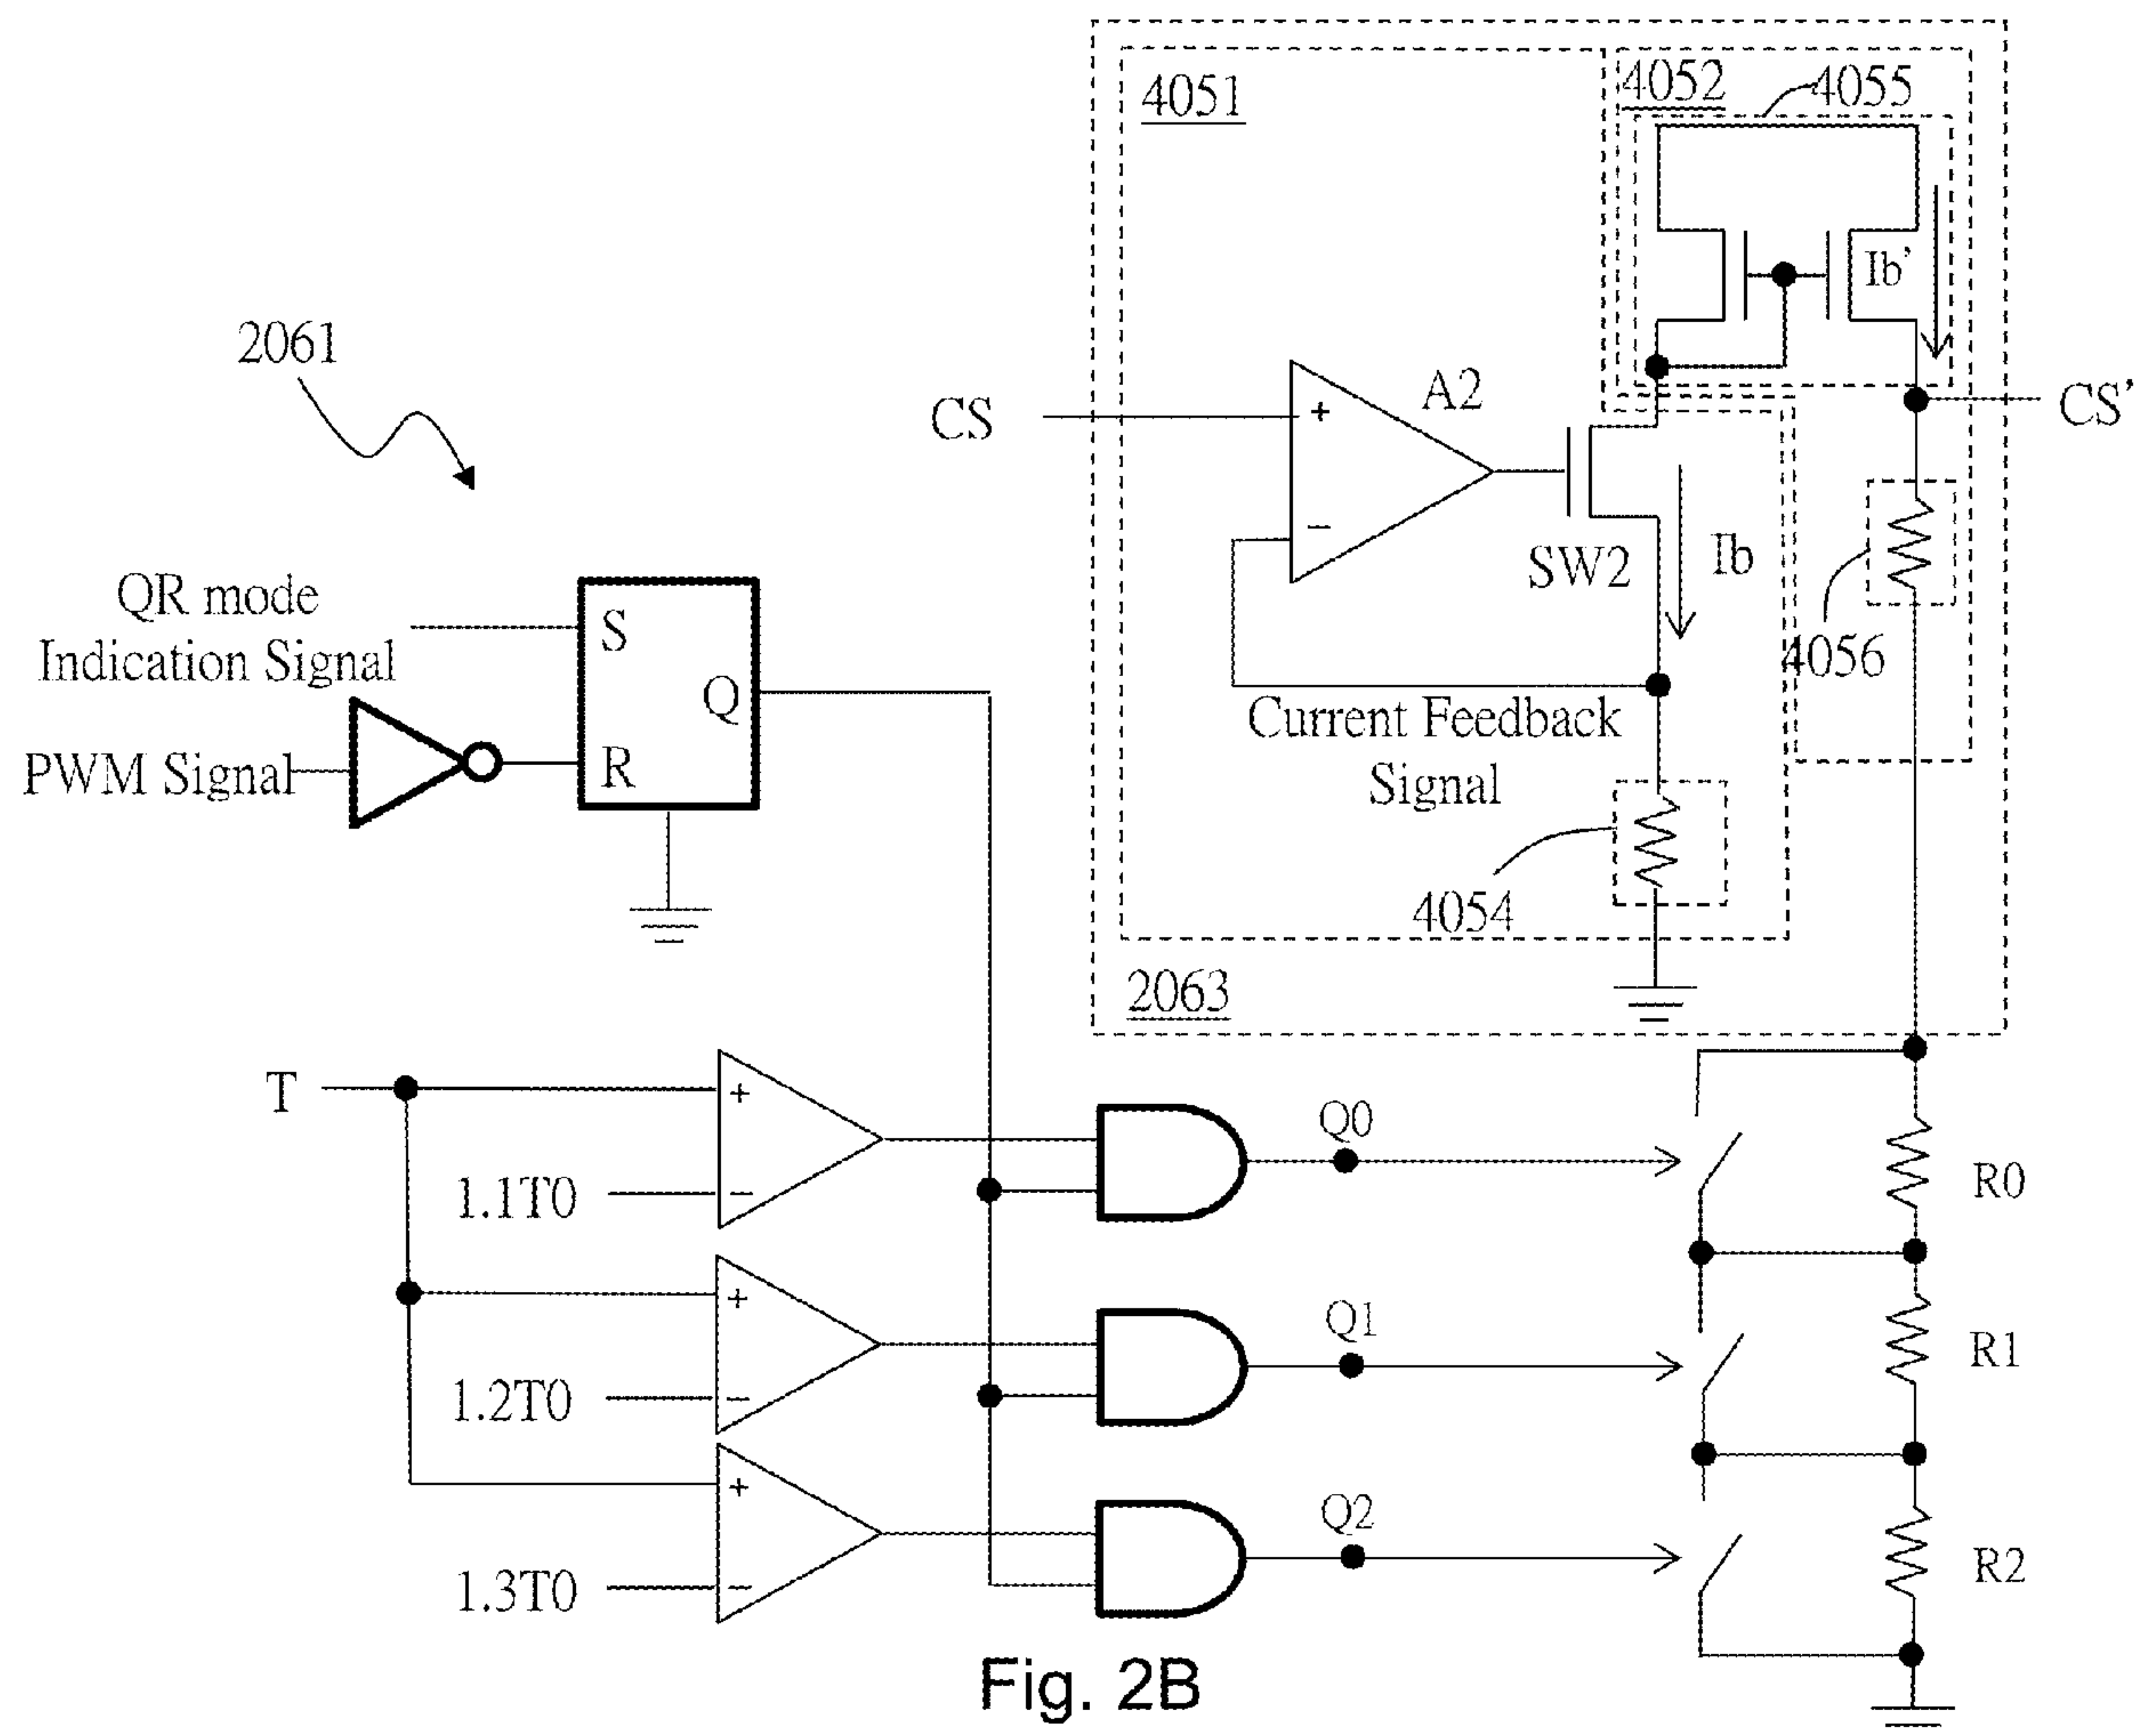 4051
4052
4055
Ib'
2061
CS
+
A2
CS'
−
SW2
Ib
QR mode
Indication Signal
S
Q
R
PWM Signal
4056
Current Feedback
Signal
4054
2063
T
+
1.1T0
−
Q0
R0
+
1.2T0
−
Q1
R1
+
1.3T0
−
Q2
R2
Fig. 2B